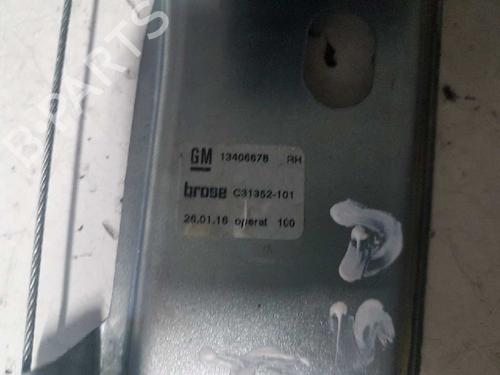 B-PARTS
GM 13406678 RH
brose C31352-101
26.01.16 operat 100